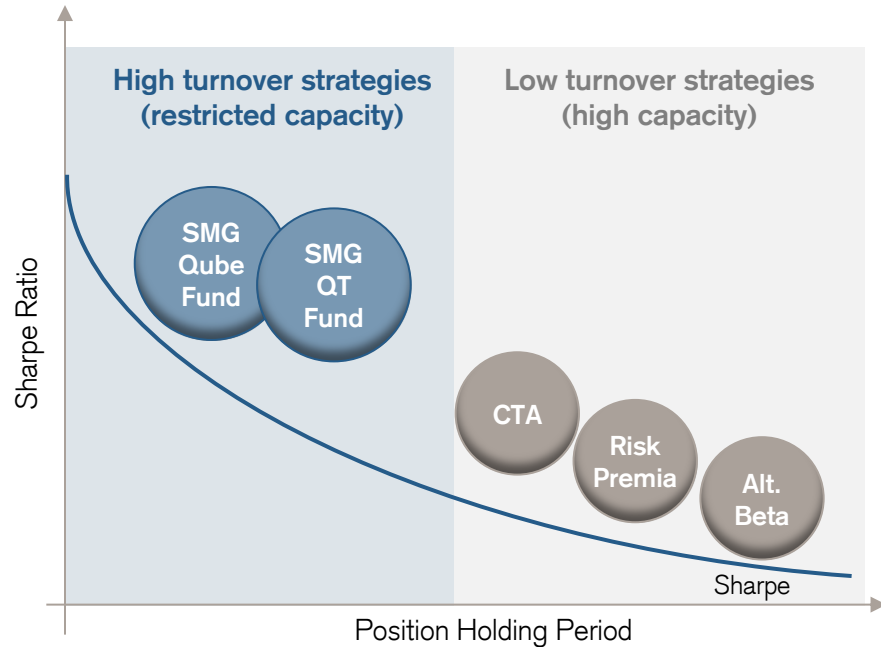 High turnover strategies
(restricted capacity)
Low turnover strategies
(high capacity)
SMG
Qube
Fund
SMG
QT
Fund
CTA
Risk
Premia
Alt.
Beta
Sharpe
Sharpe Ratio
Position Holding Period